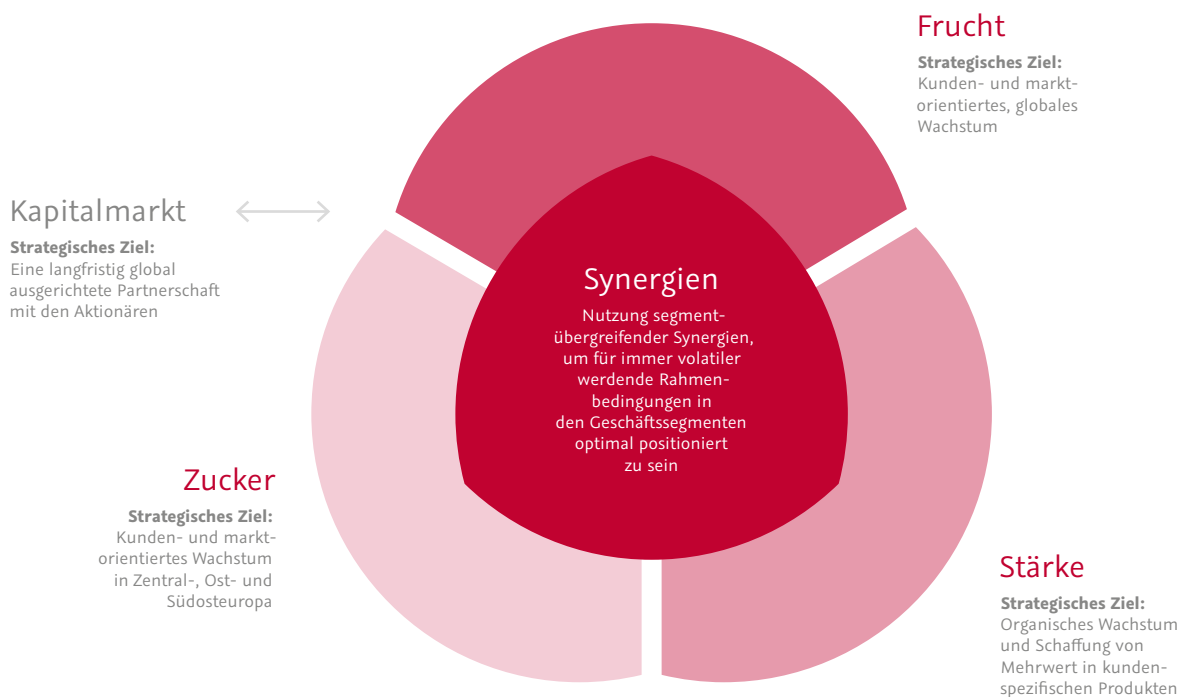 Frucht
Strategisches Ziel:
Kunden- und markt-
orientiertes, globales
Wachstum
Kapitalmarkt
Strategisches Ziel:
Eine langfristig global
ausgerichtete Partnerschaft
mit den Aktionären
Synergien
Nutzung segment-
übergreifender Synergien,
um für immer volatiler
werdende Rahmen-
bedingungen in
den Geschäftssegmenten
optimal positioniert
zu sein
Zucker
Strategisches Ziel:
Kunden- und markt-
orientiertes Wachstum
in Zentral-, Ost- und
Südosteuropa
Stärke
Strategisches Ziel:
Organisches Wachstum
und Schaffung von
Mehrwert in kunden-
spezifischen Produkten